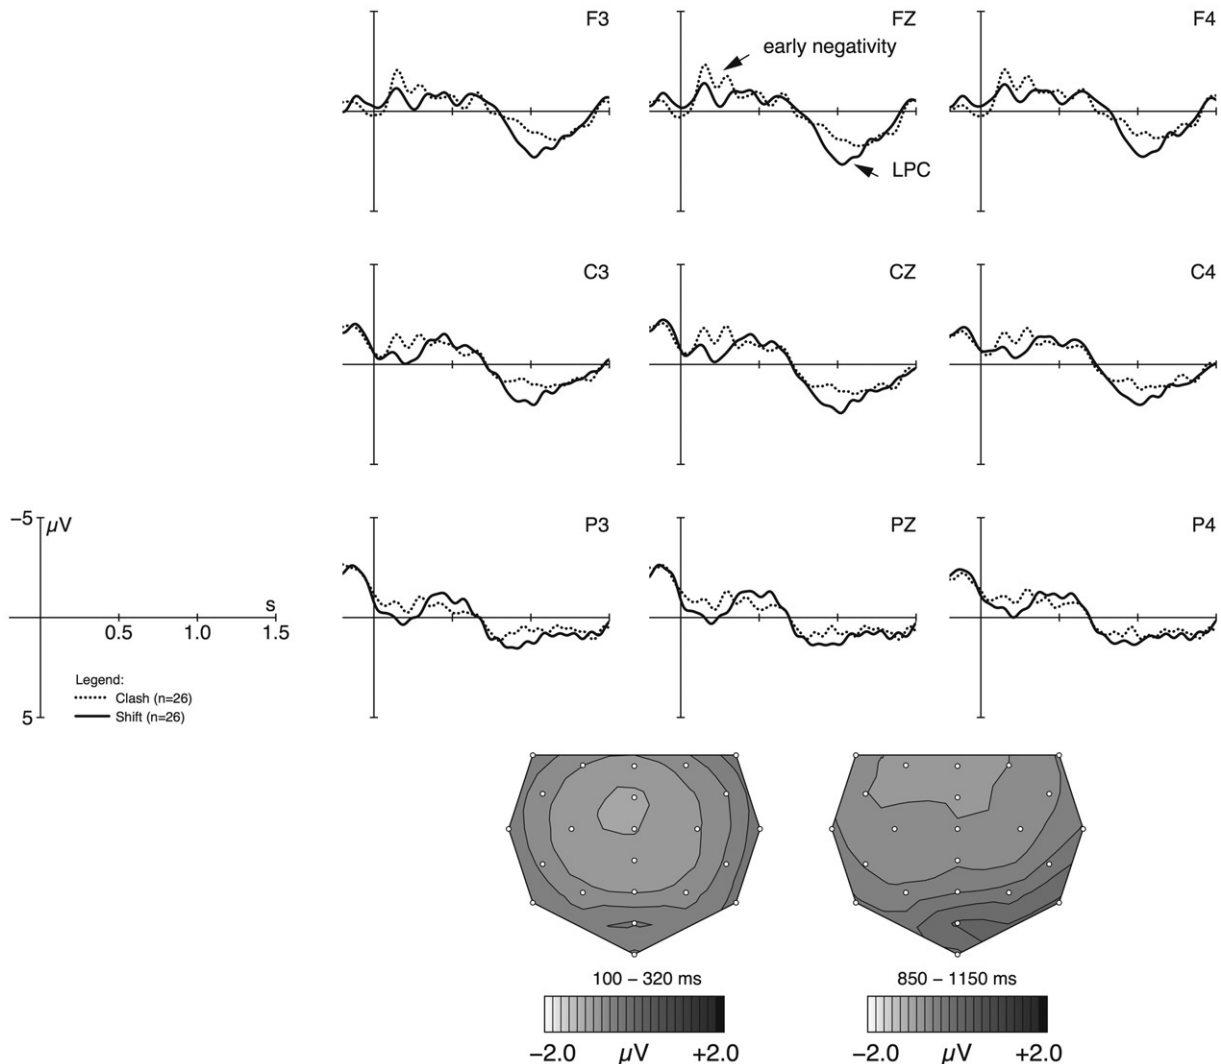 F3
FZ
F4
early negativity
LPC
C3
CZ
C4
P3
PZ
P4
−5
µV
s
0.5
1.0
1.5
5
Legend:
Clash (n=26)
Shift (n=26)
100 – 320 ms
−2.0 µV +2.0
850 – 1150 ms
−2.0 µV +2.0